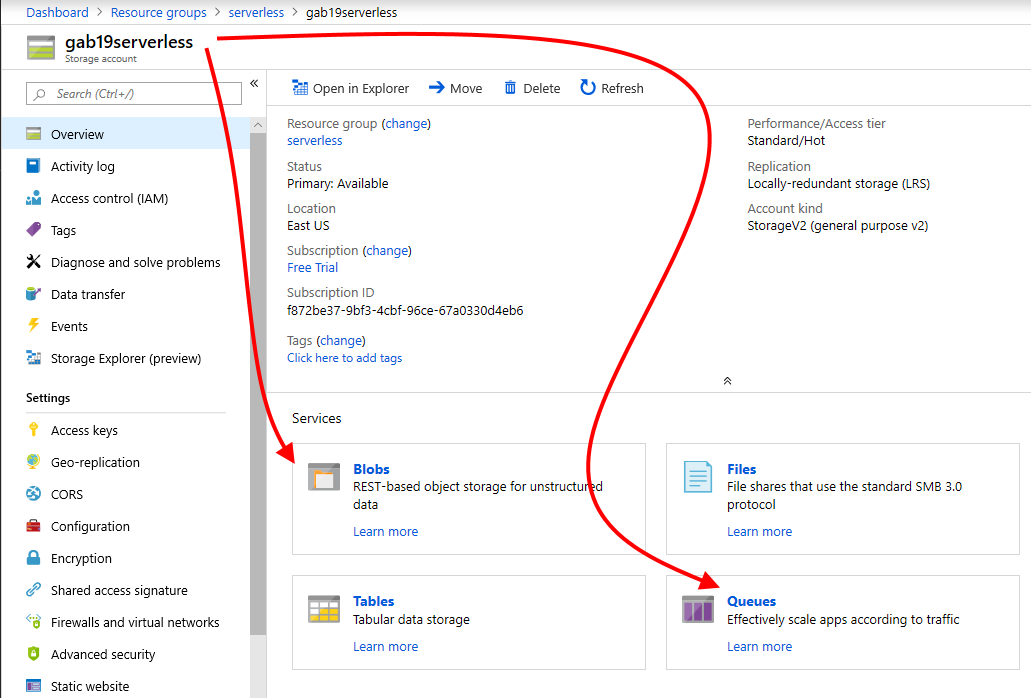 Dashboard > Resource groups > serverless > gab19serverless
gab19serverless
Storage account
Search (Ctrl+/)
«
Overview
Activity log
Access control (IAM)
Tags
Diagnose and solve problems
Data transfer
Events
Storage Explorer (preview)
Settings
Access keys
Geo-replication
CORS
Configuration
Encryption
Shared access signature
Firewalls and virtual networks
Advanced security
Static website
Open in Explorer
Move
Delete
Refresh
Resource group (change)
serverless
Status
Primary: Available
Location
East US
Subscription (change)
Free Trial
Subscription ID
f872be37-9bf3-4cbf-96ce-67a0330d4eb6
Tags (change)
Click here to add tags
Performance/Access tier
Standard/Hot
Replication
Locally-redundant storage (LRS)
Account kind
StorageV2 (general purpose v2)
Services
Blobs
REST-based object storage for unstructured
data
Learn more
Files
File shares that use the standard SMB 3.0
protocol
Learn more
Tables
Tabular data storage
Learn more
Queues
Effectively scale apps according to traffic
Learn more